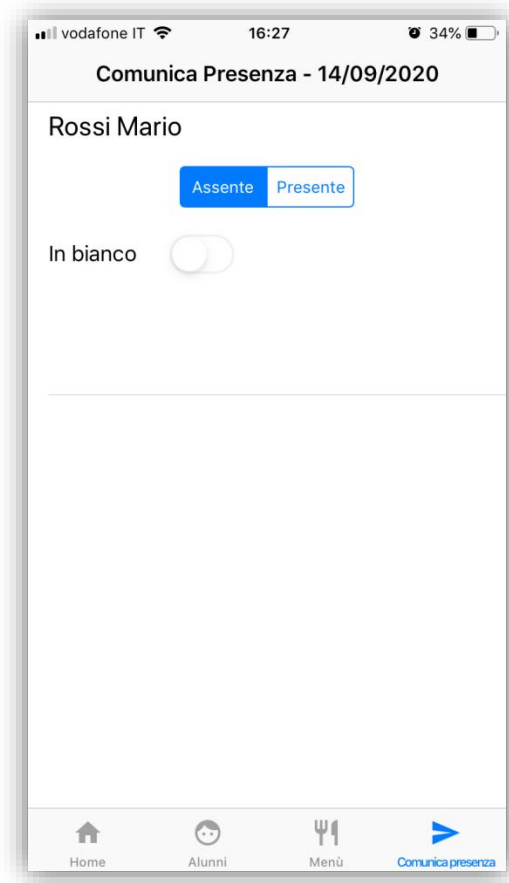 vodafone IT 16:27 34%
Comunica Presenza - 14/09/2020
Rossi Mario
Assente Presente
In bianco
Home Alunni Menù Comunica presenza